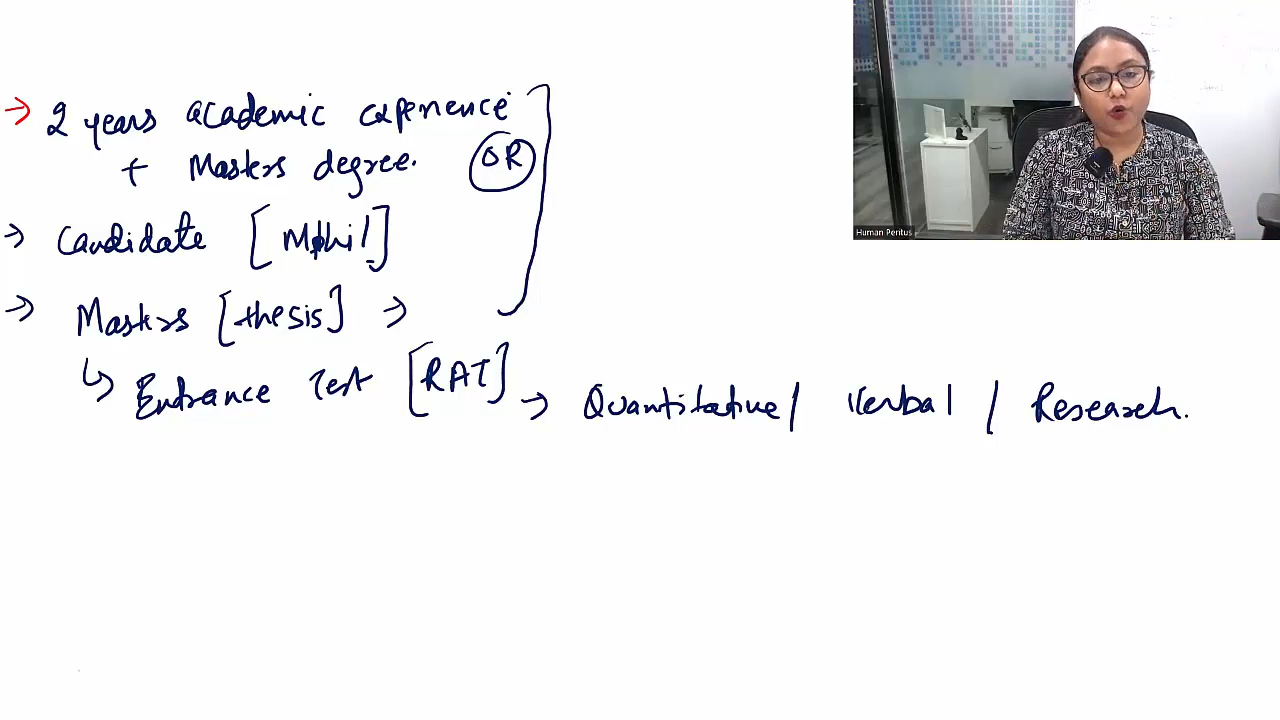 → 2 years academic experience
+ Masters degree. OR
→ Candidate [Mphil]
→ Masters [thesis] →
↳ Entrance Test [RAT]
→ Quantitative / Verbal / Research.
Human Peritus